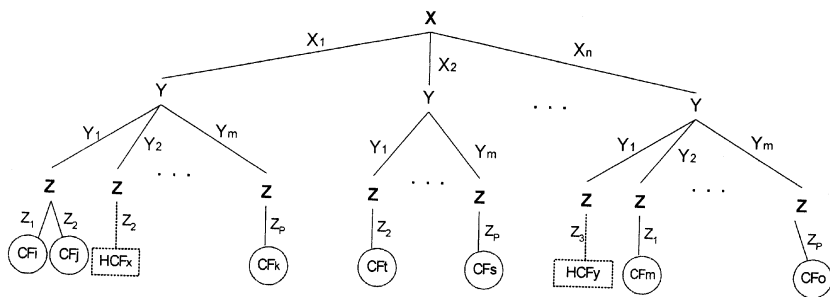 X
X1 X2 Xn
Y Y . . . Y
Y1 Y2 Ym Y1 Ym Y1 Y2 Ym
Z Z . . . Z Z . . . Z Z Z . . . Z
Z1 Z2 Z2 ZP Z2 ZP Z3 Z1 ZP
CFi CFj HCFx CFk CFt CFs HCFy CFm CFo